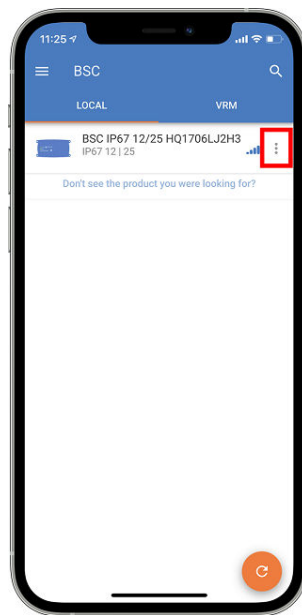 11:25
BSC
LOCAL VRM
BSC IP67 12/25 HQ1706LJ2H3
IP67 12 | 25
Don't see the product you were looking for?